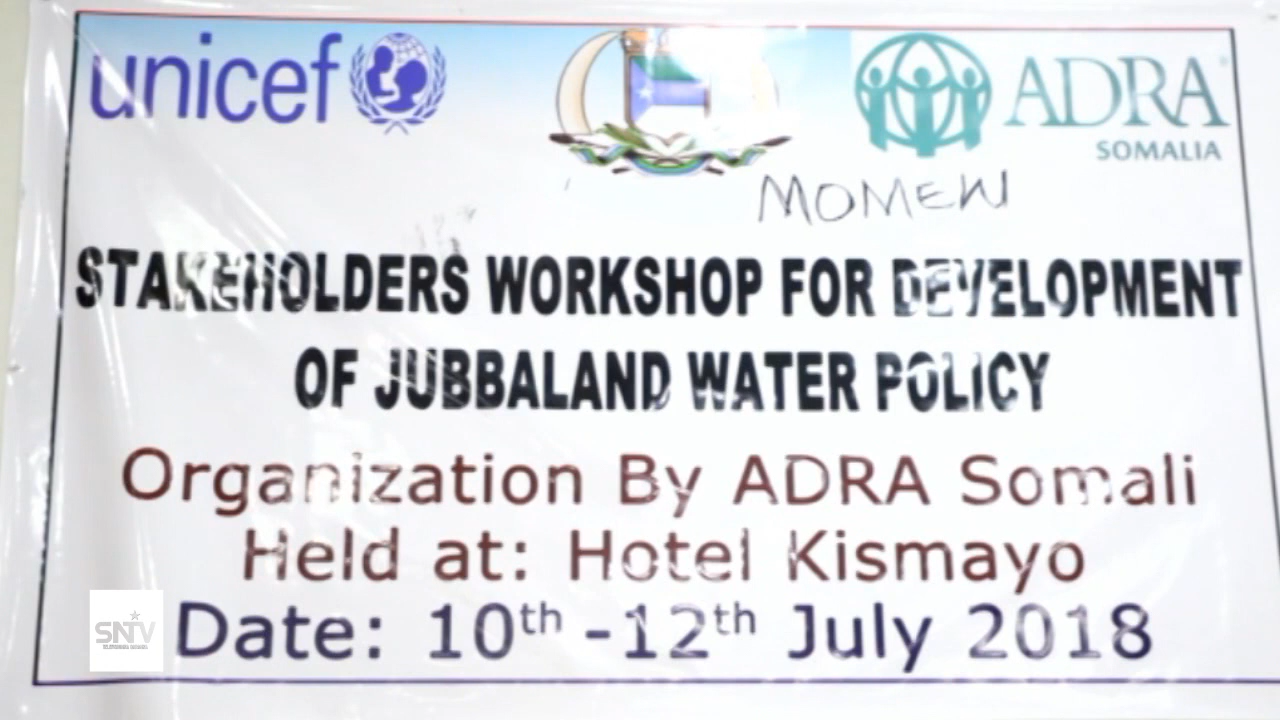 unicef
ADRA
SOMALIA
MOMEW
STAKEHOLDERS WORKSHOP FOR DEVELOPMENT
OF JUBBALAND WATER POLICY
Organization By ADRA Somali
Held at: Hotel Kismayo
Date: 10th -12th July 2018
SNTV